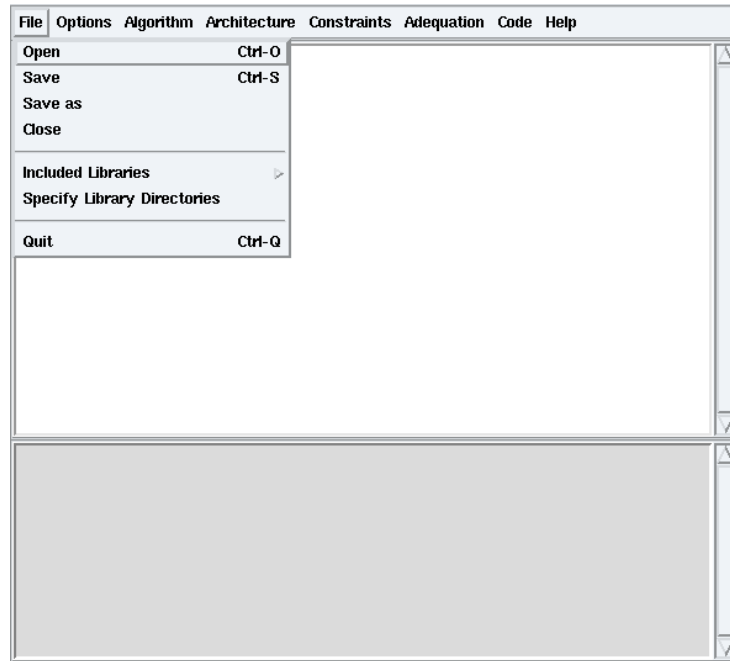 File Options Algorithm Architecture Constraints Adequation Code Help
Open Ctrl-O
Save Ctrl-S
Save as
Close
Included Libraries
Specify Library Directories
Quit Ctrl-Q